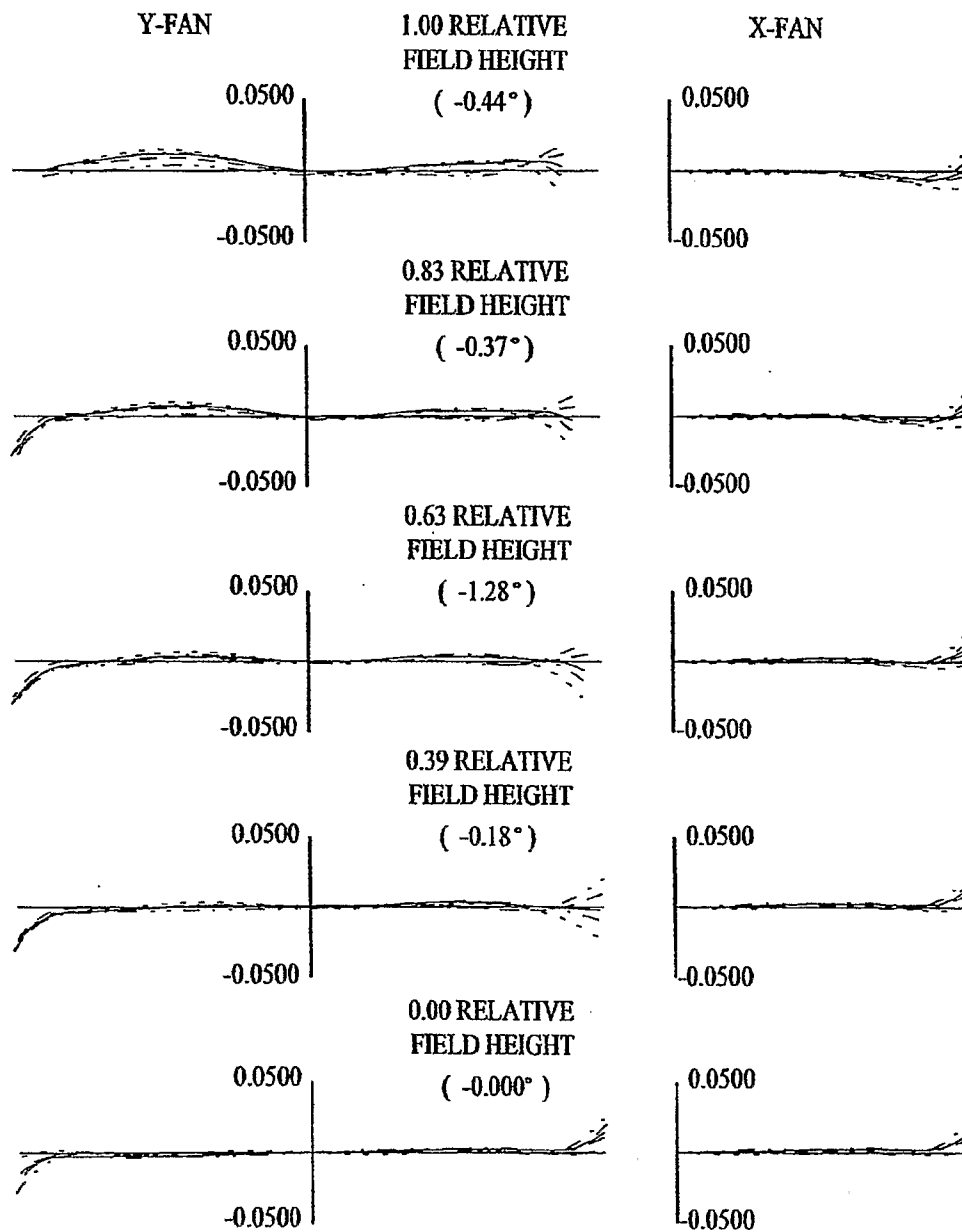 Y-FAN
1.00 RELATIVE
FIELD HEIGHT
( -0.44° )
X-FAN
0.0500
0.0500
-0.0500
-0.0500
0.83 RELATIVE
FIELD HEIGHT
( -0.37° )
0.0500
0.0500
-0.0500
-0.0500
0.63 RELATIVE
FIELD HEIGHT
( -1.28° )
0.0500
0.0500
-0.0500
-0.0500
0.39 RELATIVE
FIELD HEIGHT
( -0.18° )
0.0500
0.0500
-0.0500
-0.0500
0.00 RELATIVE
FIELD HEIGHT
( -0.000° )
0.0500
0.0500
-0.0500
-0.0500